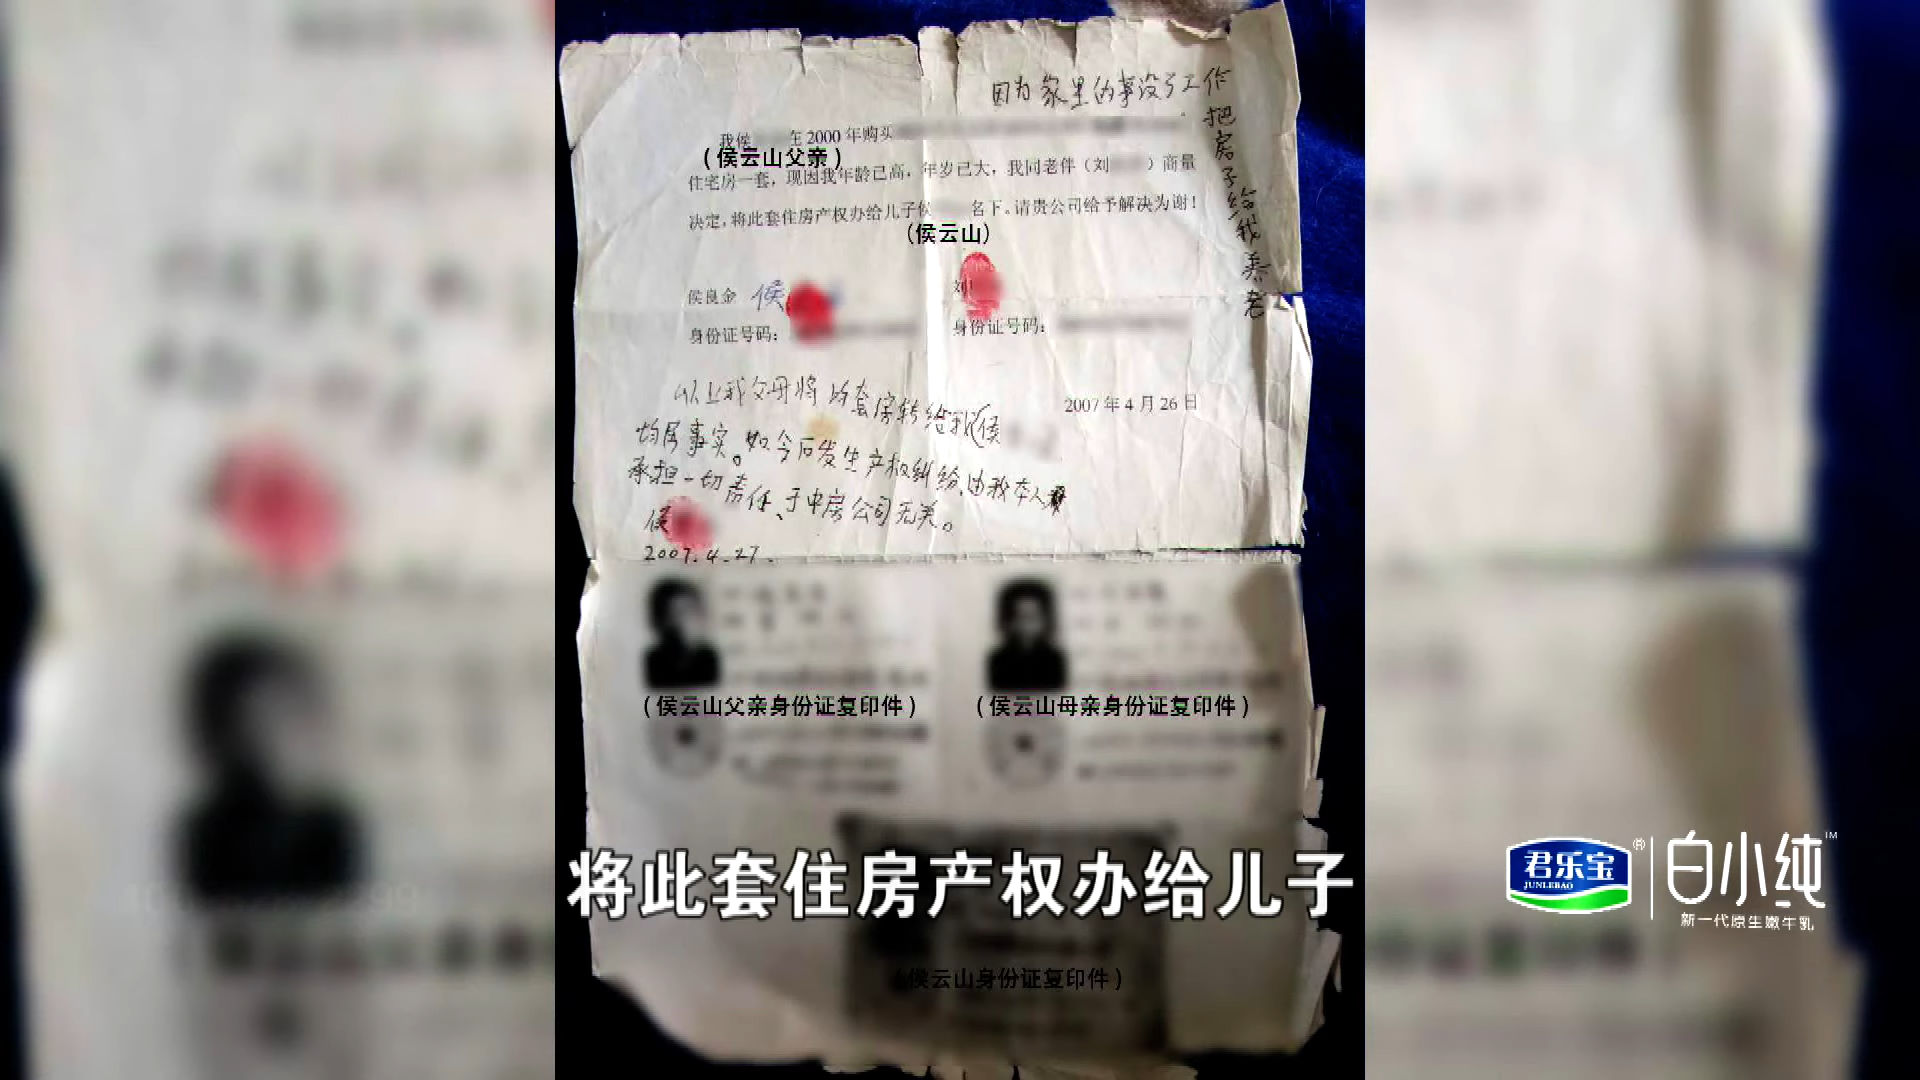 因为家里的事没了工作
把房子给我养老
我侯 在2000年购买
(侯云山父亲)
住宅房一套，现因我年龄已高，年岁已大，我同老伴（刘 ）商量
决定，将此套住房产权办给儿子侯 名下。请贵公司给予解决为谢！
(侯云山)
侯良金 侯 刘
身份证号码： 身份证号码：
2007年4月26日
以上我父母将 套房转给我侯
均属事实。如今后发生产权纠纷，由我本人
承担一切责任、于中房公司无关。
侯
2007.4.27.
(侯云山父亲身份证复印件) (侯云山母亲身份证复印件)
将此套住房产权办给儿子
(侯云山身份证复印件)
君乐宝®
JUNLEBAO
白小纯™
新一代原生嫩牛乳